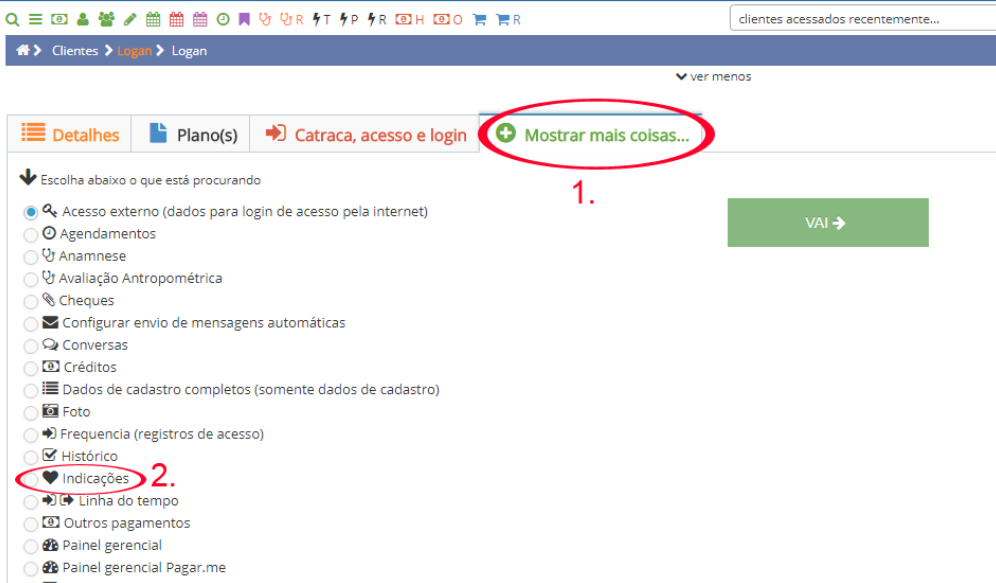 R T P R H O R clientes acessados recentemente...
Clientes Logan Logan
ver menos
Detalhes Plano(s) Catraca, acesso e login Mostrar mais coisas...
1.
Escolha abaixo o que está procurando
Acesso externo (dados para login de acesso pela internet)
VAI
Agendamentos
Anamnese
Avaliação Antropométrica
Cheques
Configurar envio de mensagens automáticas
Conversas
Créditos
Dados de cadastro completos (somente dados de cadastro)
Foto
Frequencia (registros de acesso)
Histórico
Indicações 2.
Linha do tempo
Outros pagamentos
Painel gerencial
Painel gerencial Pagar.me